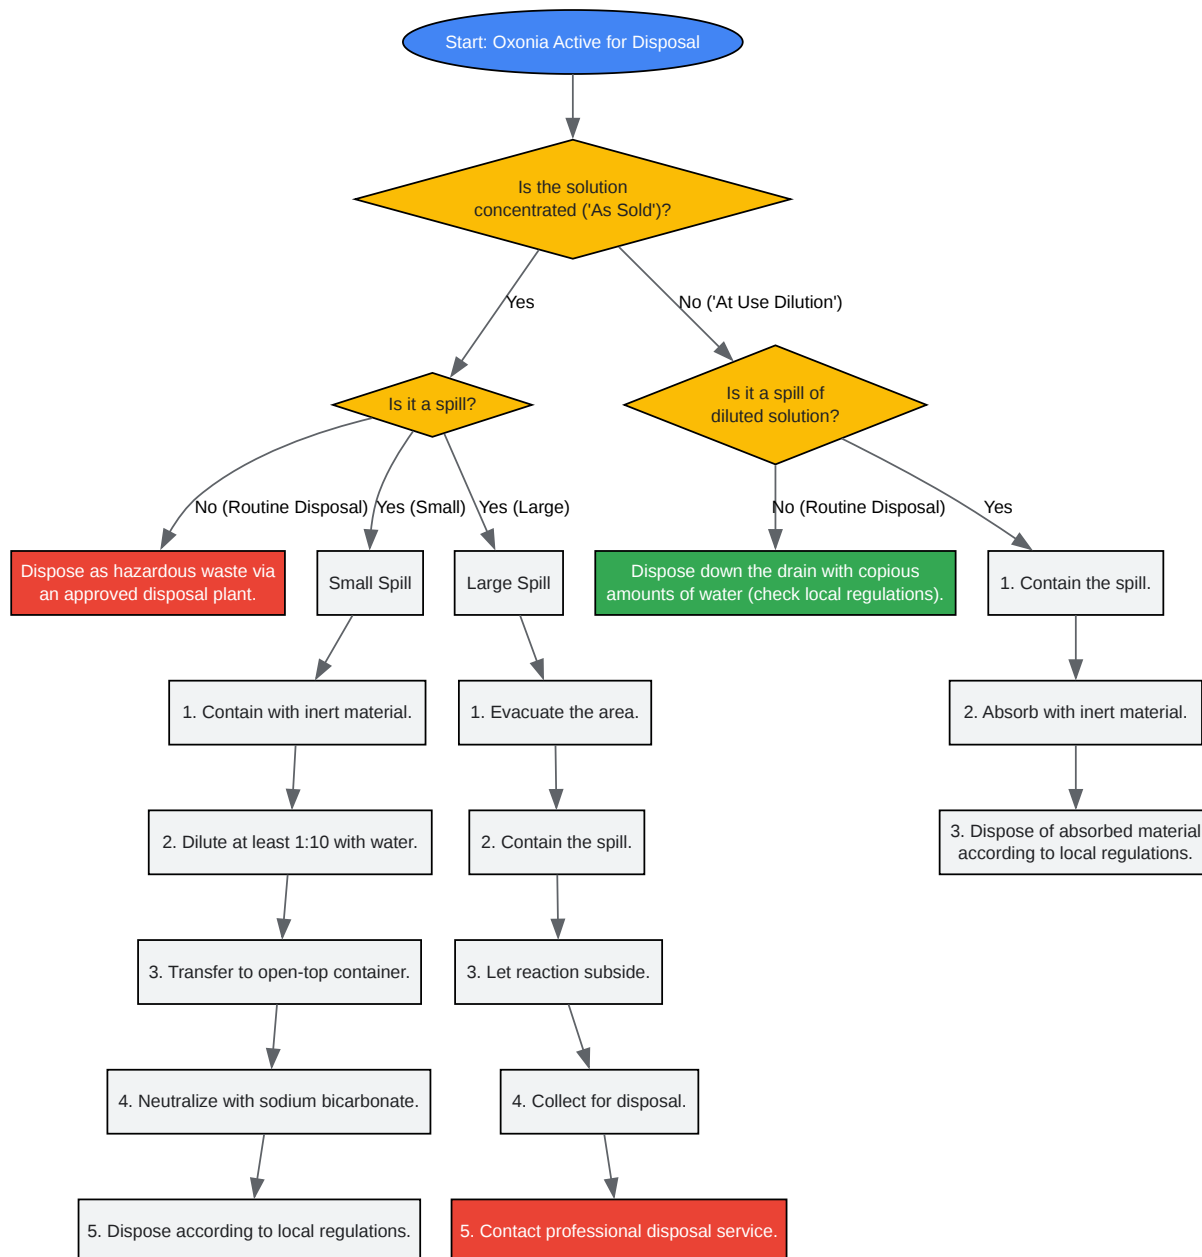 Start: Oxonia Active for Disposal
Is the solution
concentrated ('As Sold')?
Yes
No ('At Use Dilution')
Is it a spill?
Is it a spill of
diluted solution?
No (Routine Disposal)
Yes (Small)
Yes (Large)
No (Routine Disposal)
Yes
Dispose as hazardous waste via
an approved disposal plant.
Small Spill
Large Spill
Dispose down the drain with copious
amounts of water (check local regulations).
1. Contain the spill.
1. Contain with inert material.
1. Evacuate the area.
2. Absorb with inert material.
2. Dilute at least 1:10 with water.
2. Contain the spill.
3. Dispose of absorbed material
according to local regulations.
3. Transfer to open-top container.
3. Let reaction subside.
4. Neutralize with sodium bicarbonate.
4. Collect for disposal.
5. Dispose according to local regulations.
5. Contact professional disposal service.